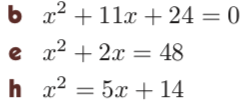 b x² + 11x + 24 = 0
e x² + 2x = 48
h x² = 5x + 14